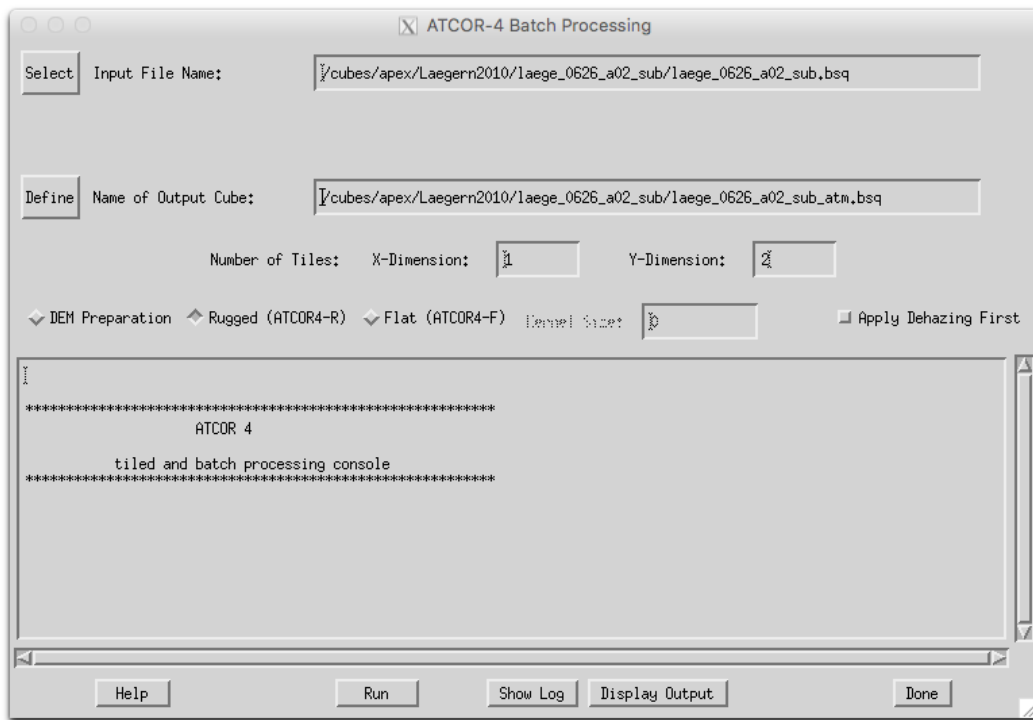 ATCOR-4 Batch Processing
Select Input File Name: /cubes/apex/Laegern2010/laege_0626_a02_sub/laege_0626_a02_sub.bsq
Define Name of Output Cube: /cubes/apex/Laegern2010/laege_0626_a02_sub/laege_0626_a02_sub_atm.bsq
Number of Tiles: X-Dimension: 1 Y-Dimension: 2
DEM Preparation Rugged (ATCOR4-R) Flat (ATCOR4-F) Kernel Size: 0 Apply Dehazing First
**********************************************************
ATCOR 4
tiled and batch processing console
**********************************************************
Help Run Show Log Display Output Done